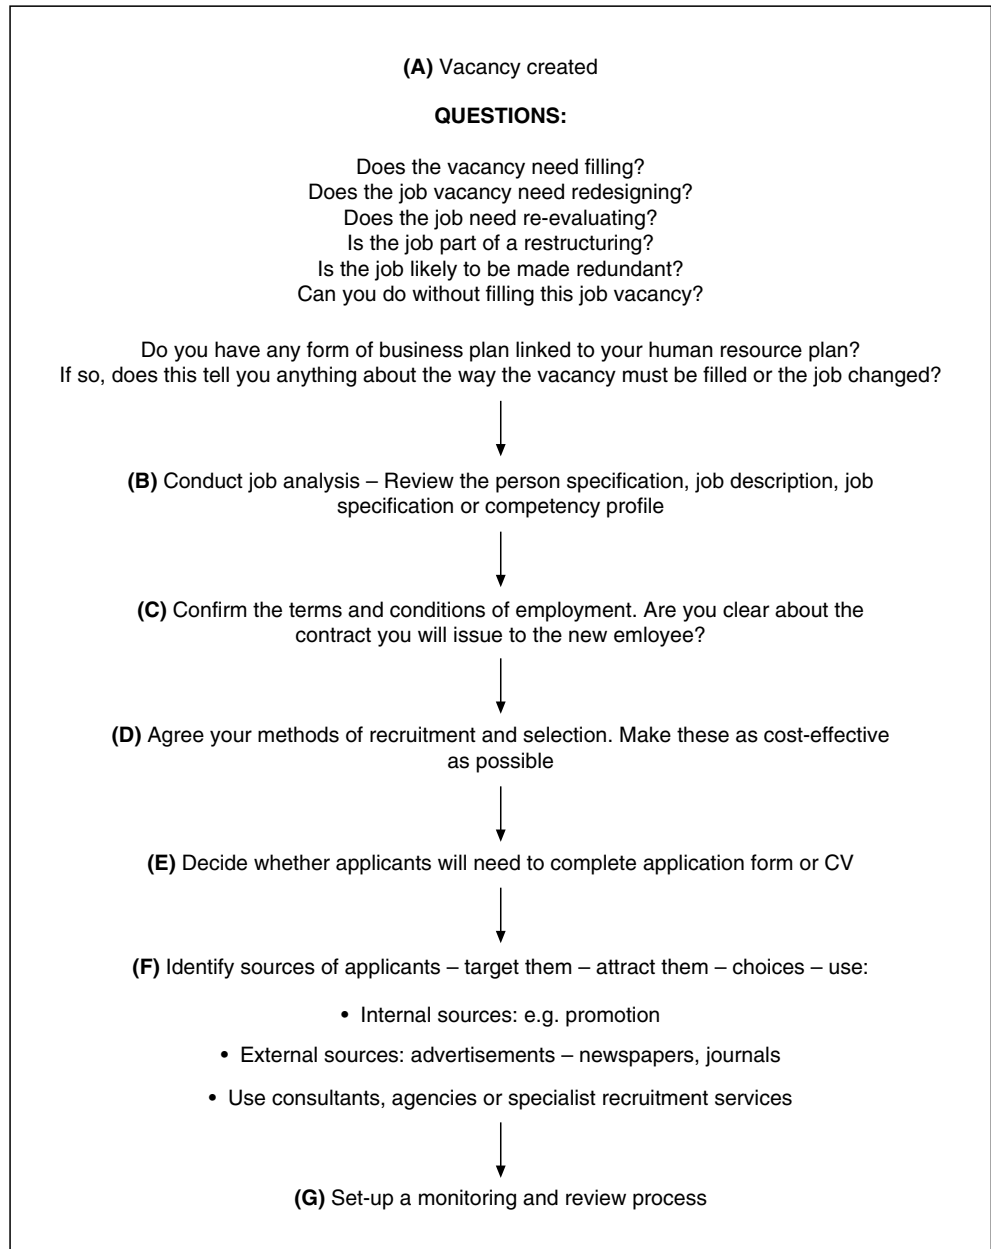 (A) Vacancy created
QUESTIONS:
Does the vacancy need filling?
Does the job vacancy need redesigning?
Does the job need re-evaluating?
Is the job part of a restructuring?
Is the job likely to be made redundant?
Can you do without filling this job vacancy?
Do you have any form of business plan linked to your human resource plan?
If so, does this tell you anything about the way the vacancy must be filled or the job changed?
(B) Conduct job analysis – Review the person specification, job description, job
specification or competency profile
(C) Confirm the terms and conditions of employment. Are you clear about the
contract you will issue to the new emloyee?
(D) Agree your methods of recruitment and selection. Make these as cost-effective
as possible
(E) Decide whether applicants will need to complete application form or CV
(F) Identify sources of applicants – target them – attract them – choices – use:
• Internal sources: e.g. promotion
• External sources: advertisements – newspapers, journals
• Use consultants, agencies or specialist recruitment services
(G) Set-up a monitoring and review process